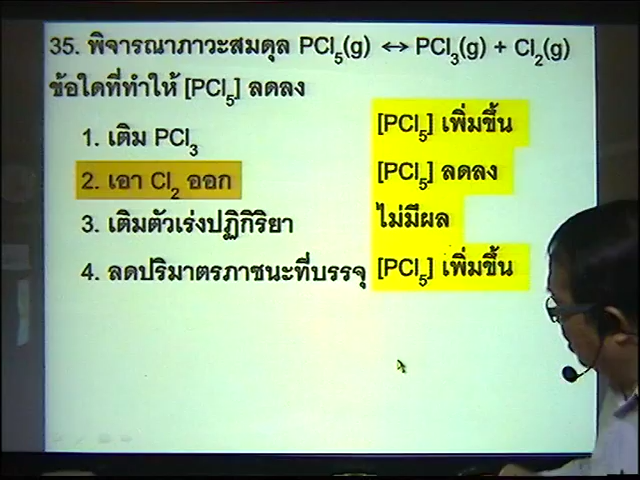 35. พิจารณาภาวะสมดุล PCl5(g) ↔ PCl3(g) + Cl2(g)
ข้อใดที่ทำให้ [PCl5] ลดลง
1. เติม PCl3
[PCl5] เพิ่มขึ้น
2. เอา Cl2 ออก
[PCl5] ลดลง
3. เติมตัวเร่งปฏิกิริยา
ไม่มีผล
4. ลดปริมาตรภาชนะที่บรรจุ
[PCl5] เพิ่มขึ้น